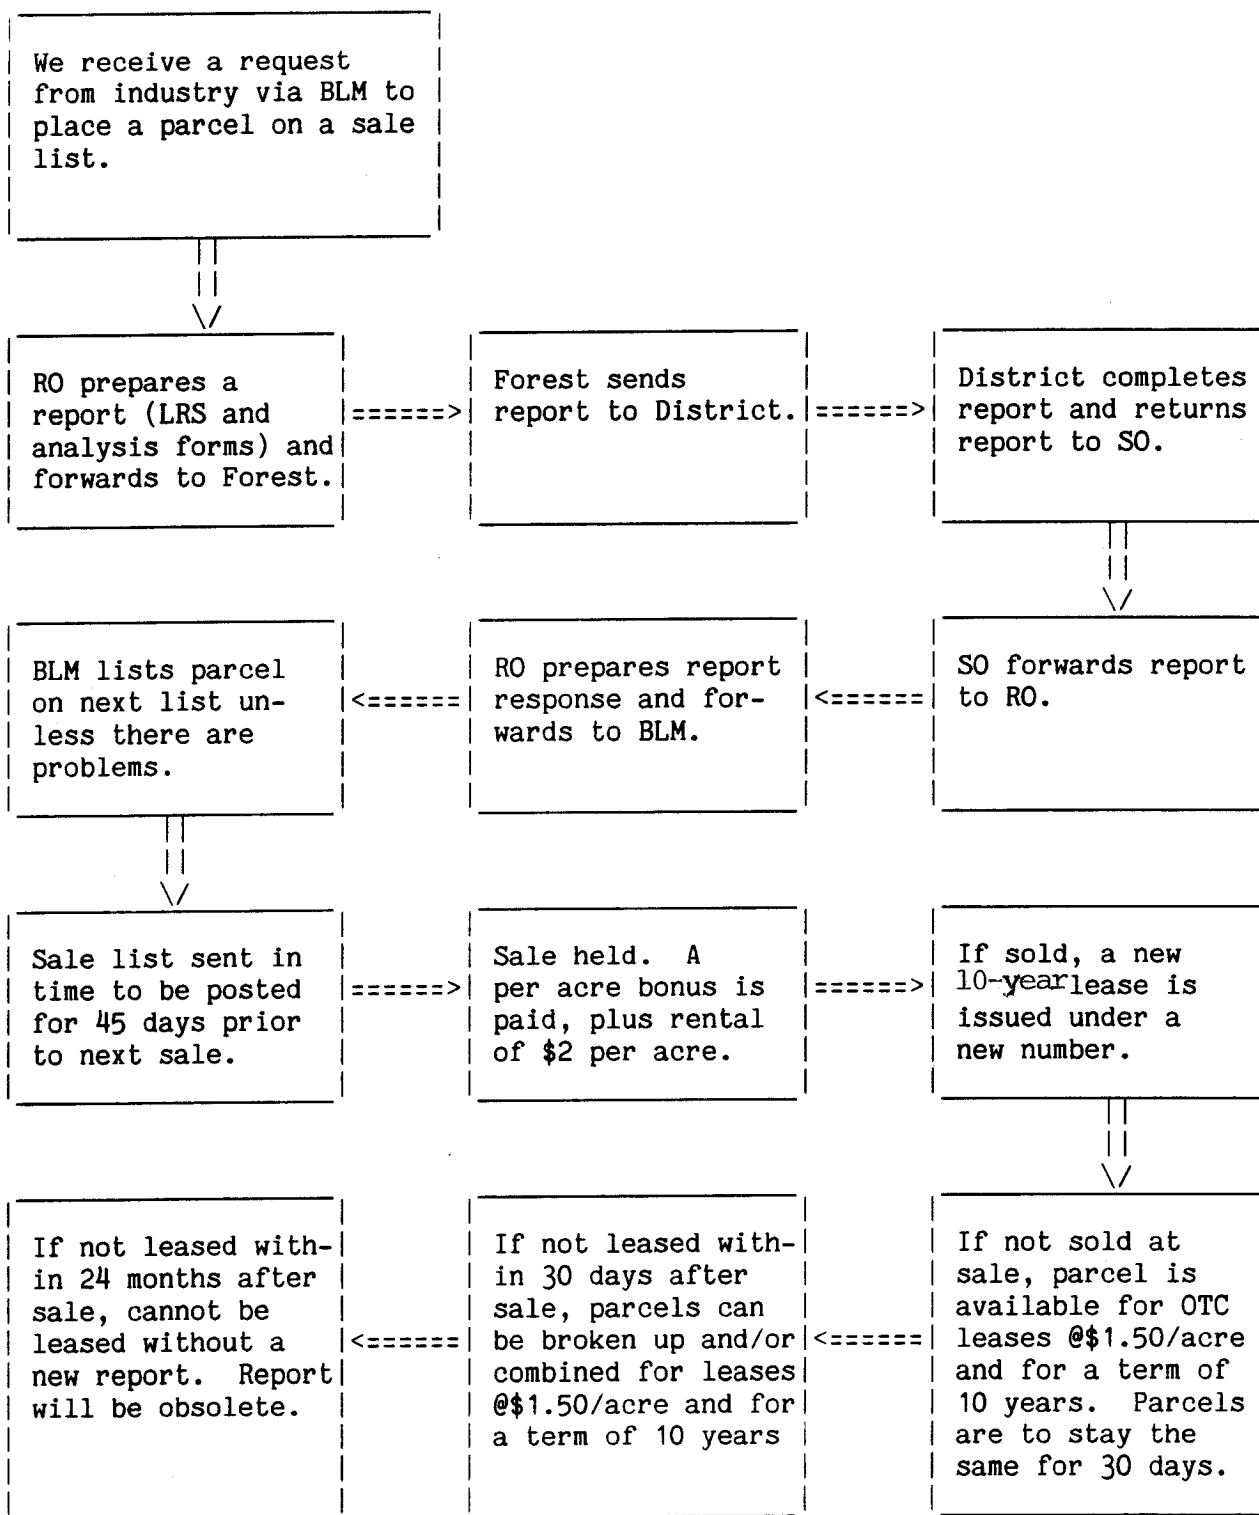 We receive a request
from industry via BLM to
place a parcel on a sale
list.
RO prepares a
report (LRS and
analysis forms) and
forwards to Forest.
======>
Forest sends
report to District.
======>
District completes
report and returns
report to SO.
SO forwards report
to RO.
<======
RO prepares report
response and for-
wards to BLM.
<======
BLM lists parcel
on next list un-
less there are
problems.
Sale list sent in
time to be posted
for 45 days prior
to next sale.
======>
Sale held. A
per acre bonus is
paid, plus rental
of $2 per acre.
======>
If sold, a new
10-year lease is
issued under a
new number.
If not sold at
sale, parcel is
available for OTC
leases @$1.50/acre
and for a term of
10 years. Parcels
are to stay the
same for 30 days.
<======
If not leased with-
in 30 days after
sale, parcels can
be broken up and/or
combined for leases
@$1.50/acre and for
a term of 10 years
<======
If not leased with-
in 24 months after
sale, cannot be
leased without a
new report. Report
will be obsolete.